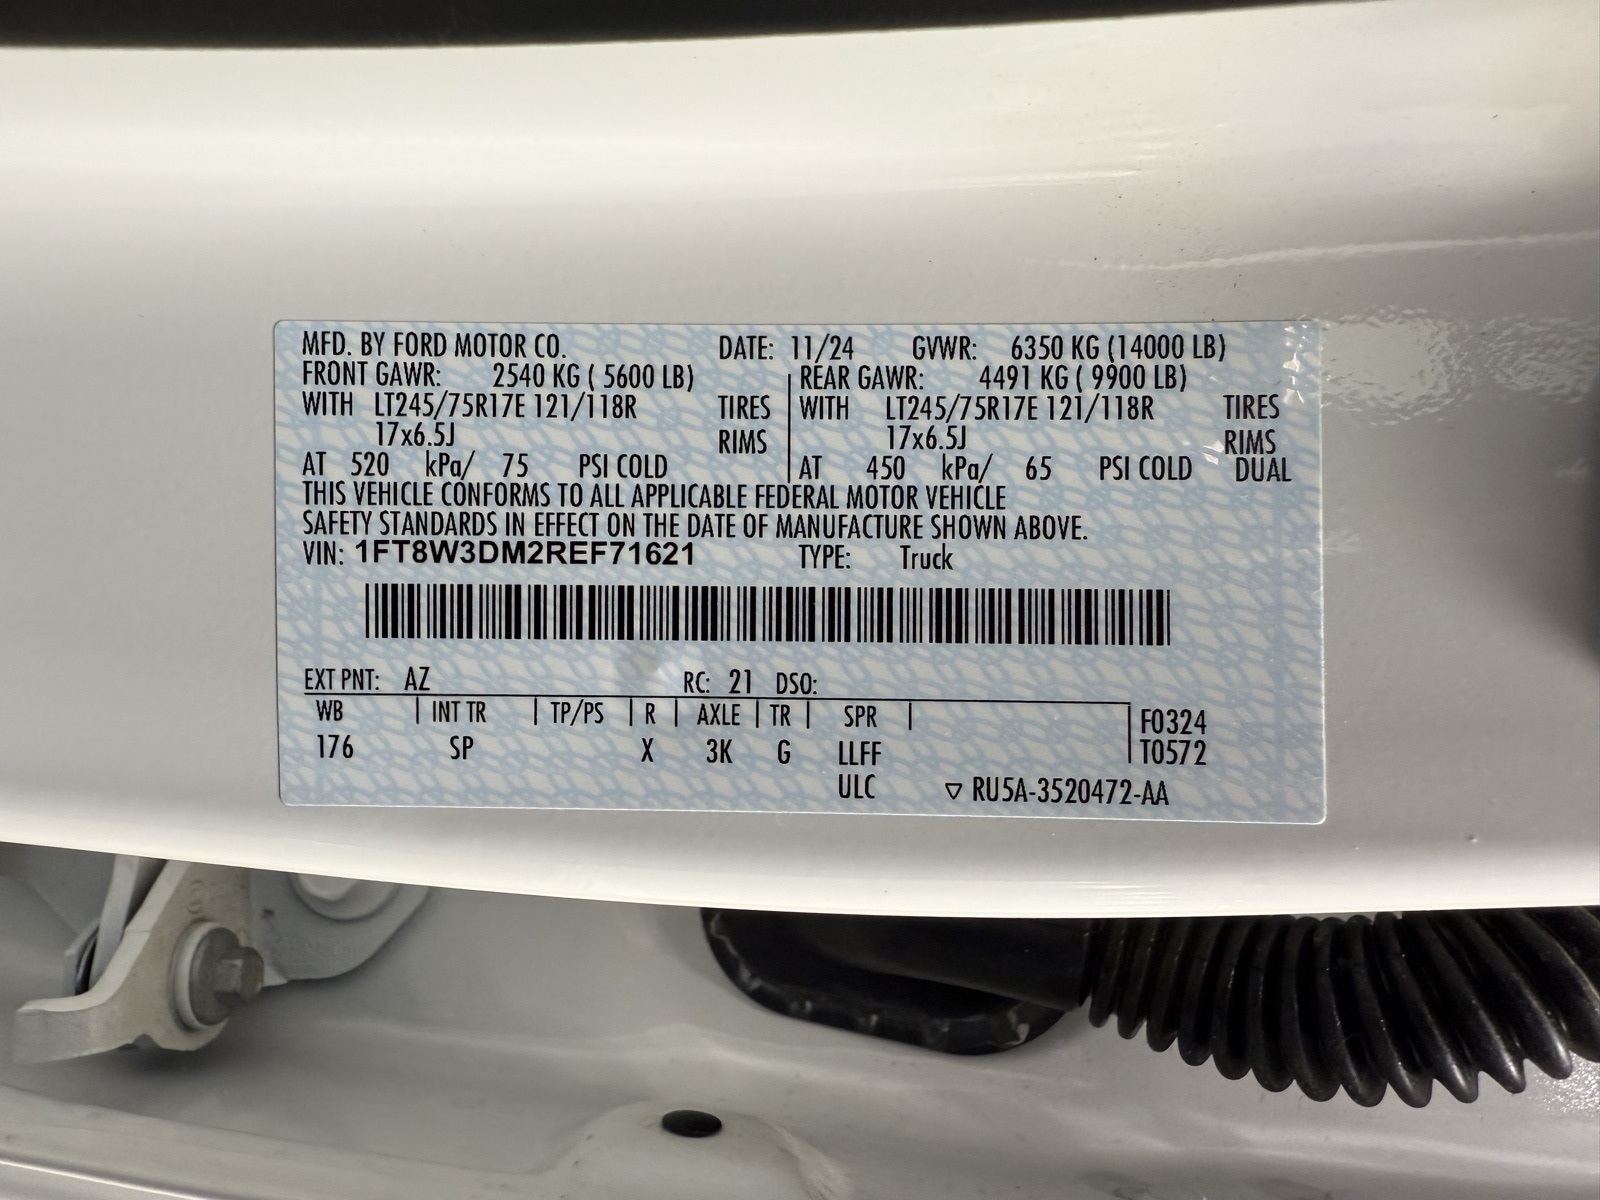 MFD. BY FORD MOTOR CO. DATE: 11/24 GVWR: 6350 KG (14000 LB)
FRONT GAWR: 2540 KG ( 5600 LB) REAR GAWR: 4491 KG ( 9900 LB)
WITH LT245/75R17E 121/118R TIRES WITH LT245/75R17E 121/118R TIRES
17x6.5J RIMS 17x6.5J RIMS
AT 520 kPa/ 75 PSI COLD AT 450 kPa/ 65 PSI COLD DUAL
THIS VEHICLE CONFORMS TO ALL APPLICABLE FEDERAL MOTOR VEHICLE
SAFETY STANDARDS IN EFFECT ON THE DATE OF MANUFACTURE SHOWN ABOVE.
VIN: 1FT8W3DM2REF71621 TYPE: Truck
EXT PNT: AZ RC: 21 DSO:
WB | INT TR | TP/PS | R | AXLE | TR | SPR | F0324
176 SP X 3K G LLFF T0572
ULC ▽ RU5A-3520472-AA